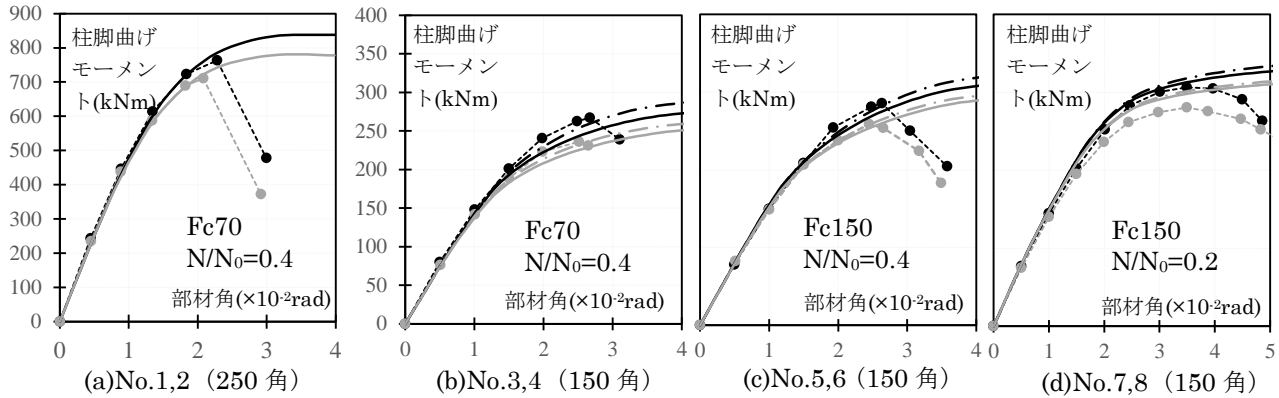 900
800
700
600
500
400
300
200
100
0
0 1 2 3 4
柱脚曲げ
モーメン
ト(kNm)
Fc70
N/N₀=0.4
部材角(×10⁻²rad)
(a)No.1,2（250 角）
400
350
300
250
200
150
100
50
0
0 1 2 3 4
柱脚曲げ
モーメント
(kNm)
Fc70
N/N₀=0.4
部材角(×10⁻²rad)
(b)No.3,4（150 角）
0 1 2 3 4
柱脚曲げ
モーメント
(kNm)
Fc150
N/N₀=0.4
部材角(×10⁻²rad)
(c)No.5,6（150 角）
0 1 2 3 4 5
柱脚曲げ
モーメント
(kNm)
Fc150
N/N₀=0.2
部材角(×10⁻²rad)
(d)No.7,8（150 角）